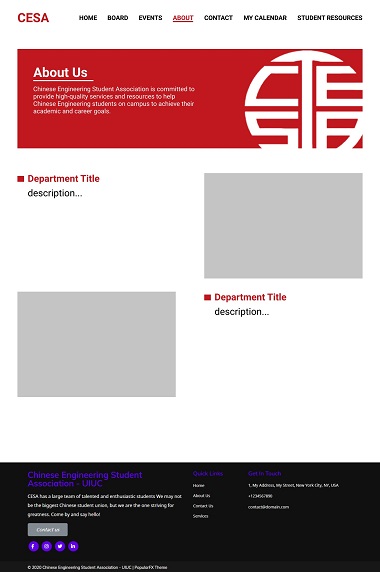 CESA HOME BOARD EVENTS ABOUT CONTACT MY CALENDAR STUDENT RESOURCES
About Us
Chinese Engineering Student Association is committed to
provide high-quality services and resources to help
Chinese Engineering students on campus to achieve their
academic and career goals.
Department Title
description...
Department Title
description...
Chinese Engineering Student
Association - UIUC
CESA has a large team of talented and enthusiastic students We may not
be the biggest Chinese student union, but we are the one striving for
greatness. Come by and say hello!
Contact us
Quick Links
Home
About Us
Contact Us
Services
Get In Touch
1, My Address, My Street, New York City, NY, USA
+1234567890
contact@domain.com
© 2020 Chinese Engineering Student Association - UIUC | PopularFX Theme